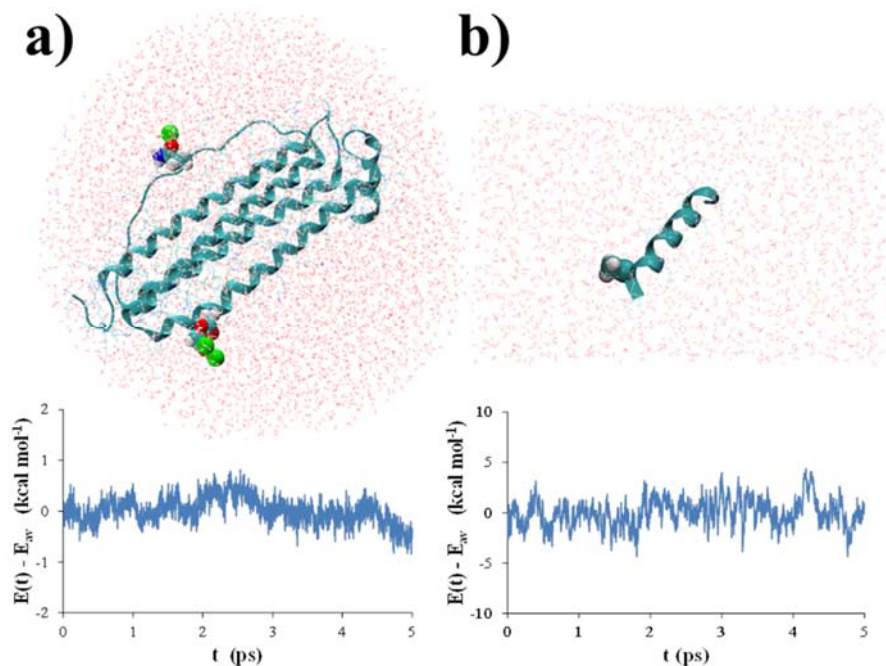 a)
b)
E(t) - E_av (kcal mol⁻¹)
2
1
0
-1
-2
0 1 2 3 4 5
t (ps)
E(t) - E_av (kcal mol⁻¹)
10
5
0
-5
-10
0 1 2 3 4 5
t (ps)